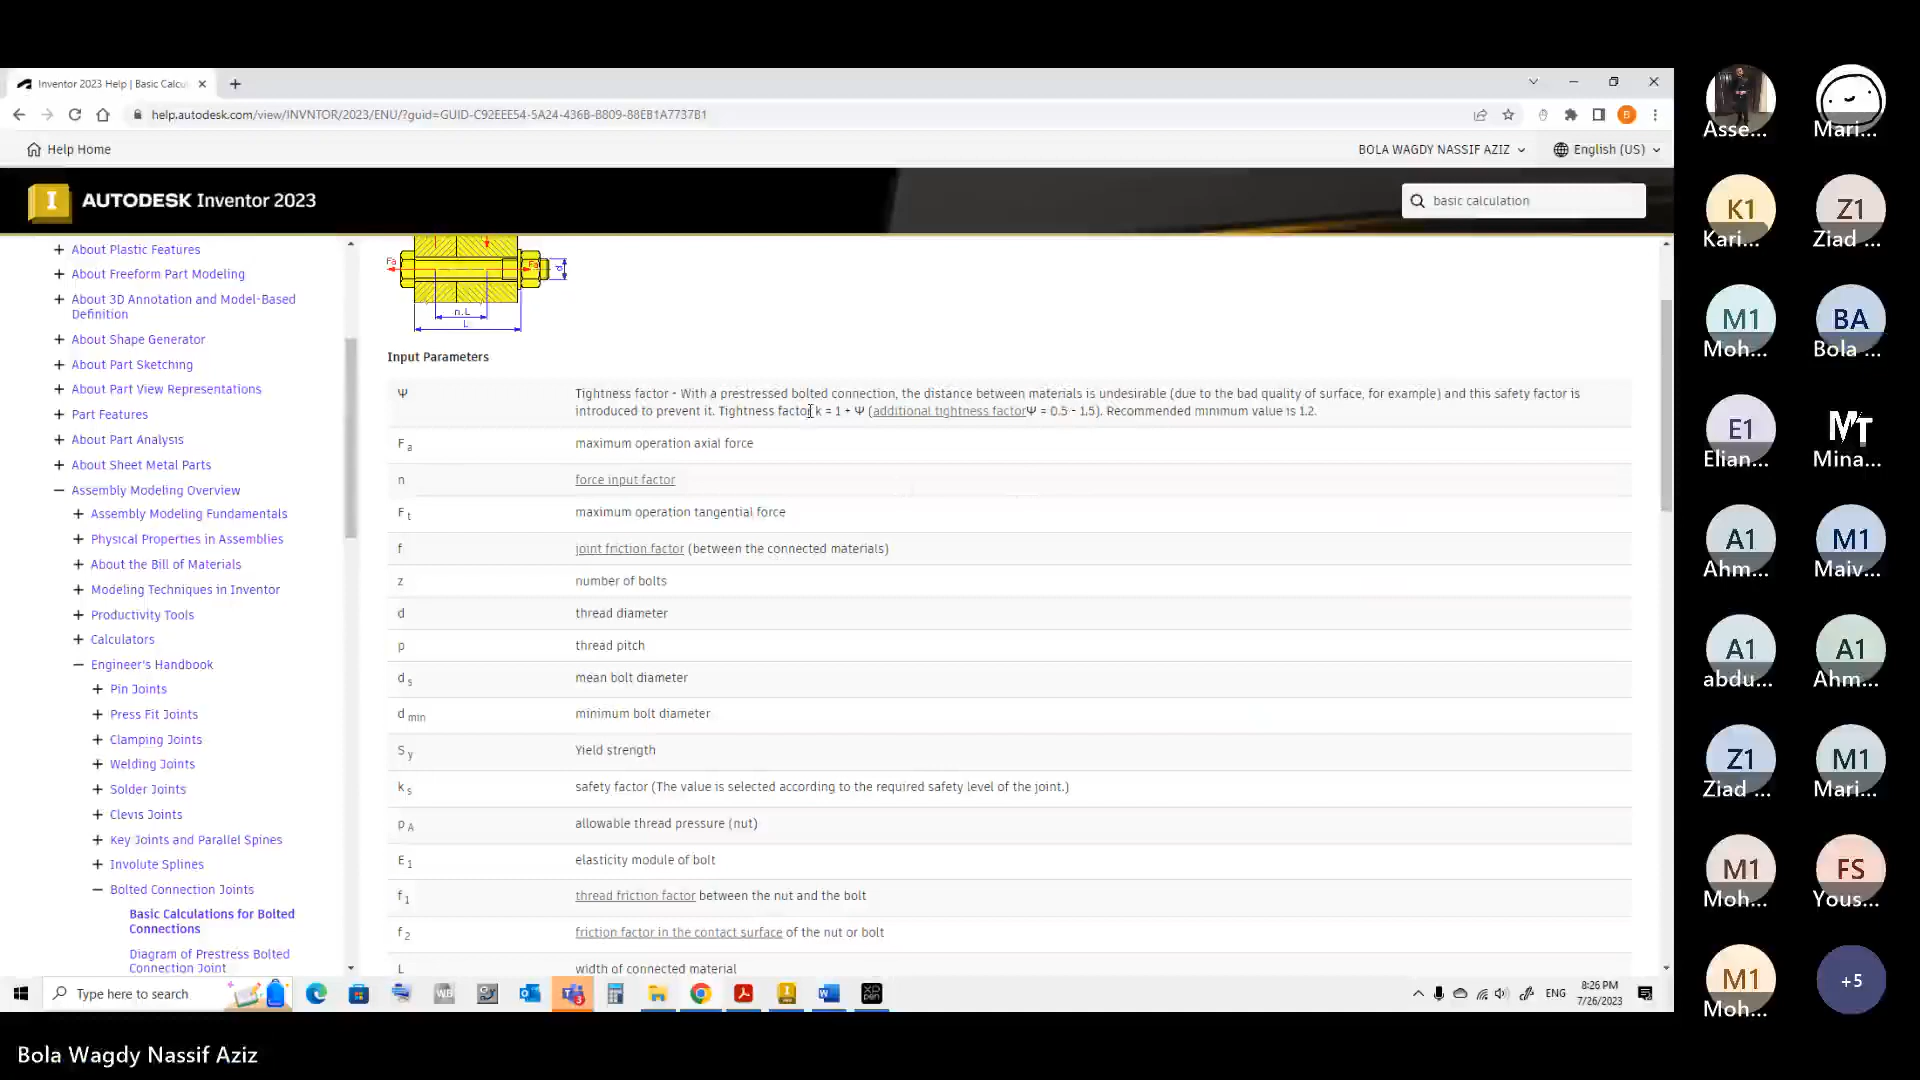 Inventor 2023 Help | Basic Calcu
help.autodesk.com/view/INVNTOR/2023/ENU/?guid=GUID-C92EEE54-5A24-436B-B809-88EB1A7737B1
B
Help Home
BOLA WAGDY NASSIF AZIZ
English (US)
I
AUTODESK Inventor 2023
basic calculation
+ About Plastic Features
+ About Freeform Part Modeling
+ About 3D Annotation and Model-Based
Definition
+ About Shape Generator
+ About Part Sketching
+ About Part View Representations
+ Part Features
+ About Part Analysis
+ About Sheet Metal Parts
− Assembly Modeling Overview
+ Assembly Modeling Fundamentals
+ Physical Properties in Assemblies
+ About the Bill of Materials
+ Modeling Techniques in Inventor
+ Productivity Tools
+ Calculators
− Engineer's Handbook
+ Pin Joints
+ Press Fit Joints
+ Clamping Joints
+ Welding Joints
+ Solder Joints
+ Clevis Joints
+ Key Joints and Parallel Spines
+ Involute Splines
− Bolted Connection Joints
Basic Calculations for Bolted
Connections
Diagram of Prestress Bolted
Connection Joint
Fa
Fa
d
n.L
L
Input Parameters
Ψ Tightness factor - With a prestressed bolted connection, the distance between materials is undesirable (due to the bad quality of surface, for example) and this safety factor is
introduced to prevent it. Tightness factor k = 1 + Ψ (additional tightness factorΨ = 0.5 - 1.5). Recommended minimum value is 1.2.
F a maximum operation axial force
n force input factor
F t maximum operation tangential force
f joint friction factor (between the connected materials)
z number of bolts
d thread diameter
p thread pitch
d s mean bolt diameter
d min minimum bolt diameter
S y Yield strength
k s safety factor (The value is selected according to the required safety level of the joint.)
p A allowable thread pressure (nut)
E 1 elasticity module of bolt
f 1 thread friction factor between the nut and the bolt
f 2 friction factor in the contact surface of the nut or bolt
L width of connected material
Type here to search
WB
3
xp
pen
ENG
8:26 PM
7/26/2023
Asse...
Mari...
K1
Kari...
Z1
Ziad ...
M1
Moh...
BA
Bola ...
E1
Elian...
MT
Mina...
A1
Ahm...
M1
Maiv...
A1
abdu...
A1
Ahm...
Z1
Ziad ...
M1
Mari...
M1
Moh...
FS
Yous...
M1
Moh...
+5
Bola Wagdy Nassif Aziz